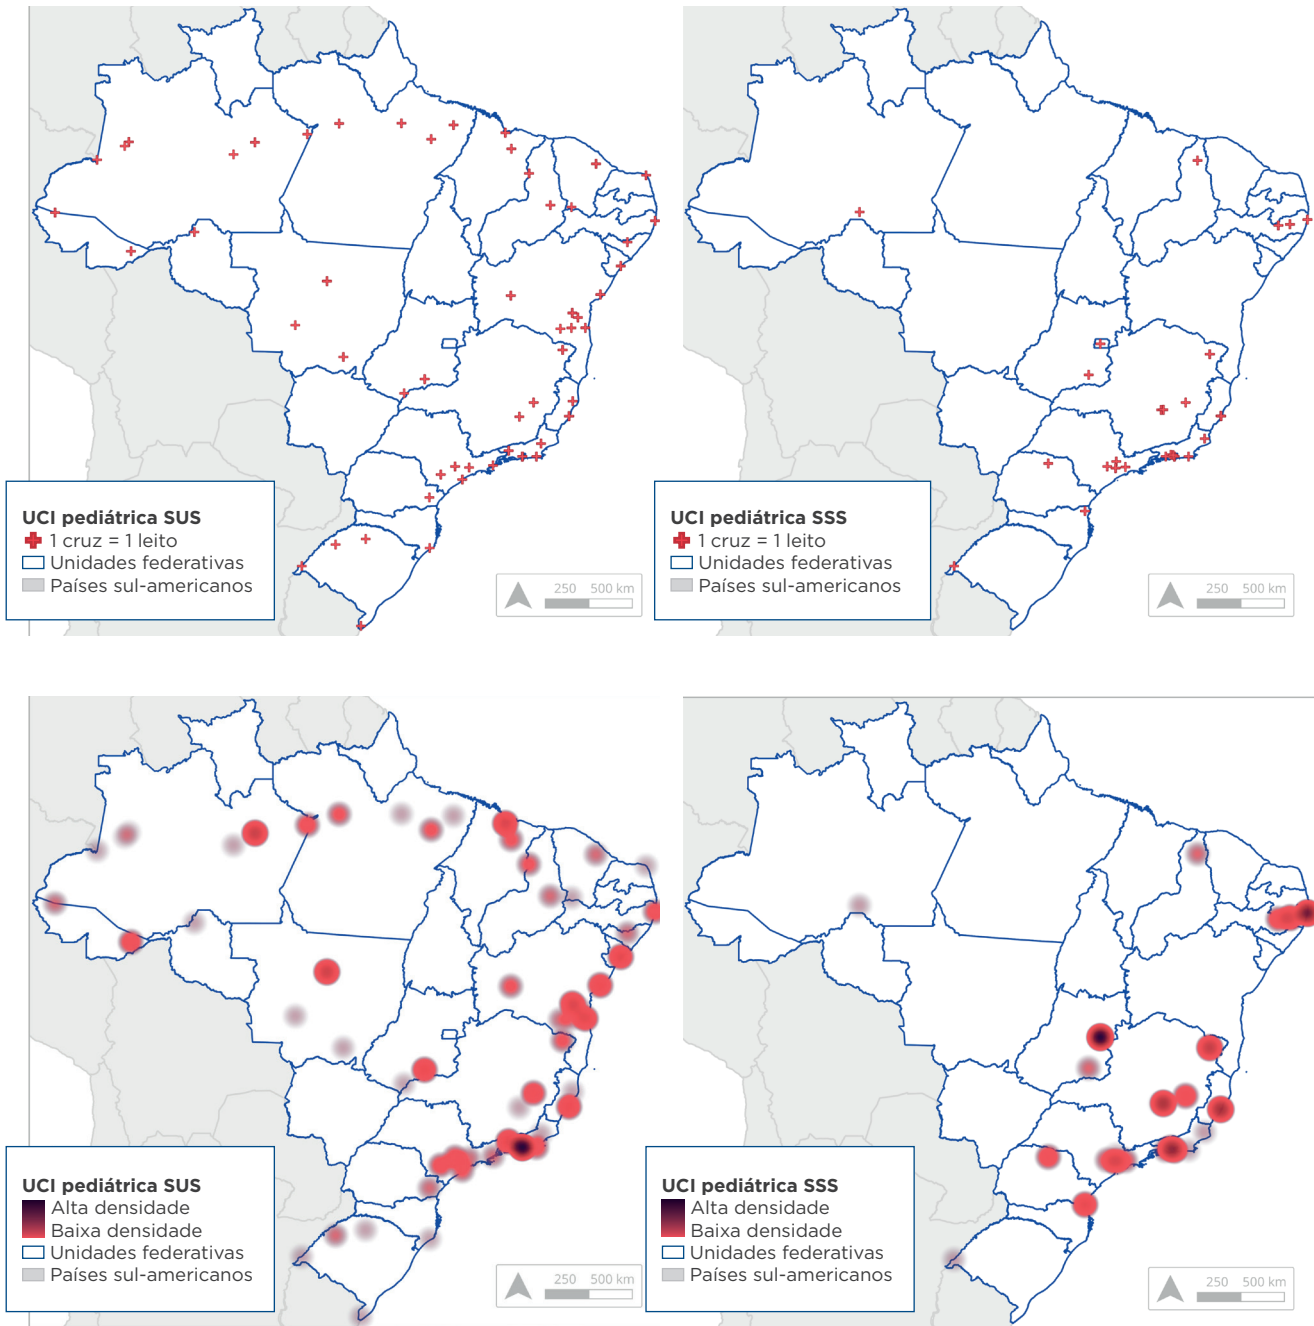 UCI pediátrica SUS
1 cruz = 1 leito
Unidades federativas
Países sul-americanos
250 500 km
UCI pediátrica SSS
1 cruz = 1 leito
Unidades federativas
Países sul-americanos
250 500 km
UCI pediátrica SUS
Alta densidade
Baixa densidade
Unidades federativas
Países sul-americanos
250 500 km
UCI pediátrica SSS
Alta densidade
Baixa densidade
Unidades federativas
Países sul-americanos
250 500 km